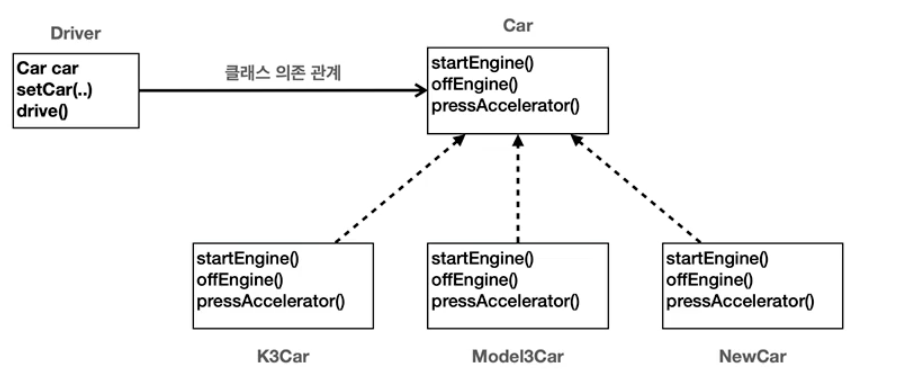 Driver
Car
Car car
setCar(..)
drive()
클래스 의존 관계
startEngine()
offEngine()
pressAccelerator()
startEngine()
offEngine()
pressAccelerator()
startEngine()
offEngine()
pressAccelerator()
startEngine()
offEngine()
pressAccelerator()
K3Car
Model3Car
NewCar